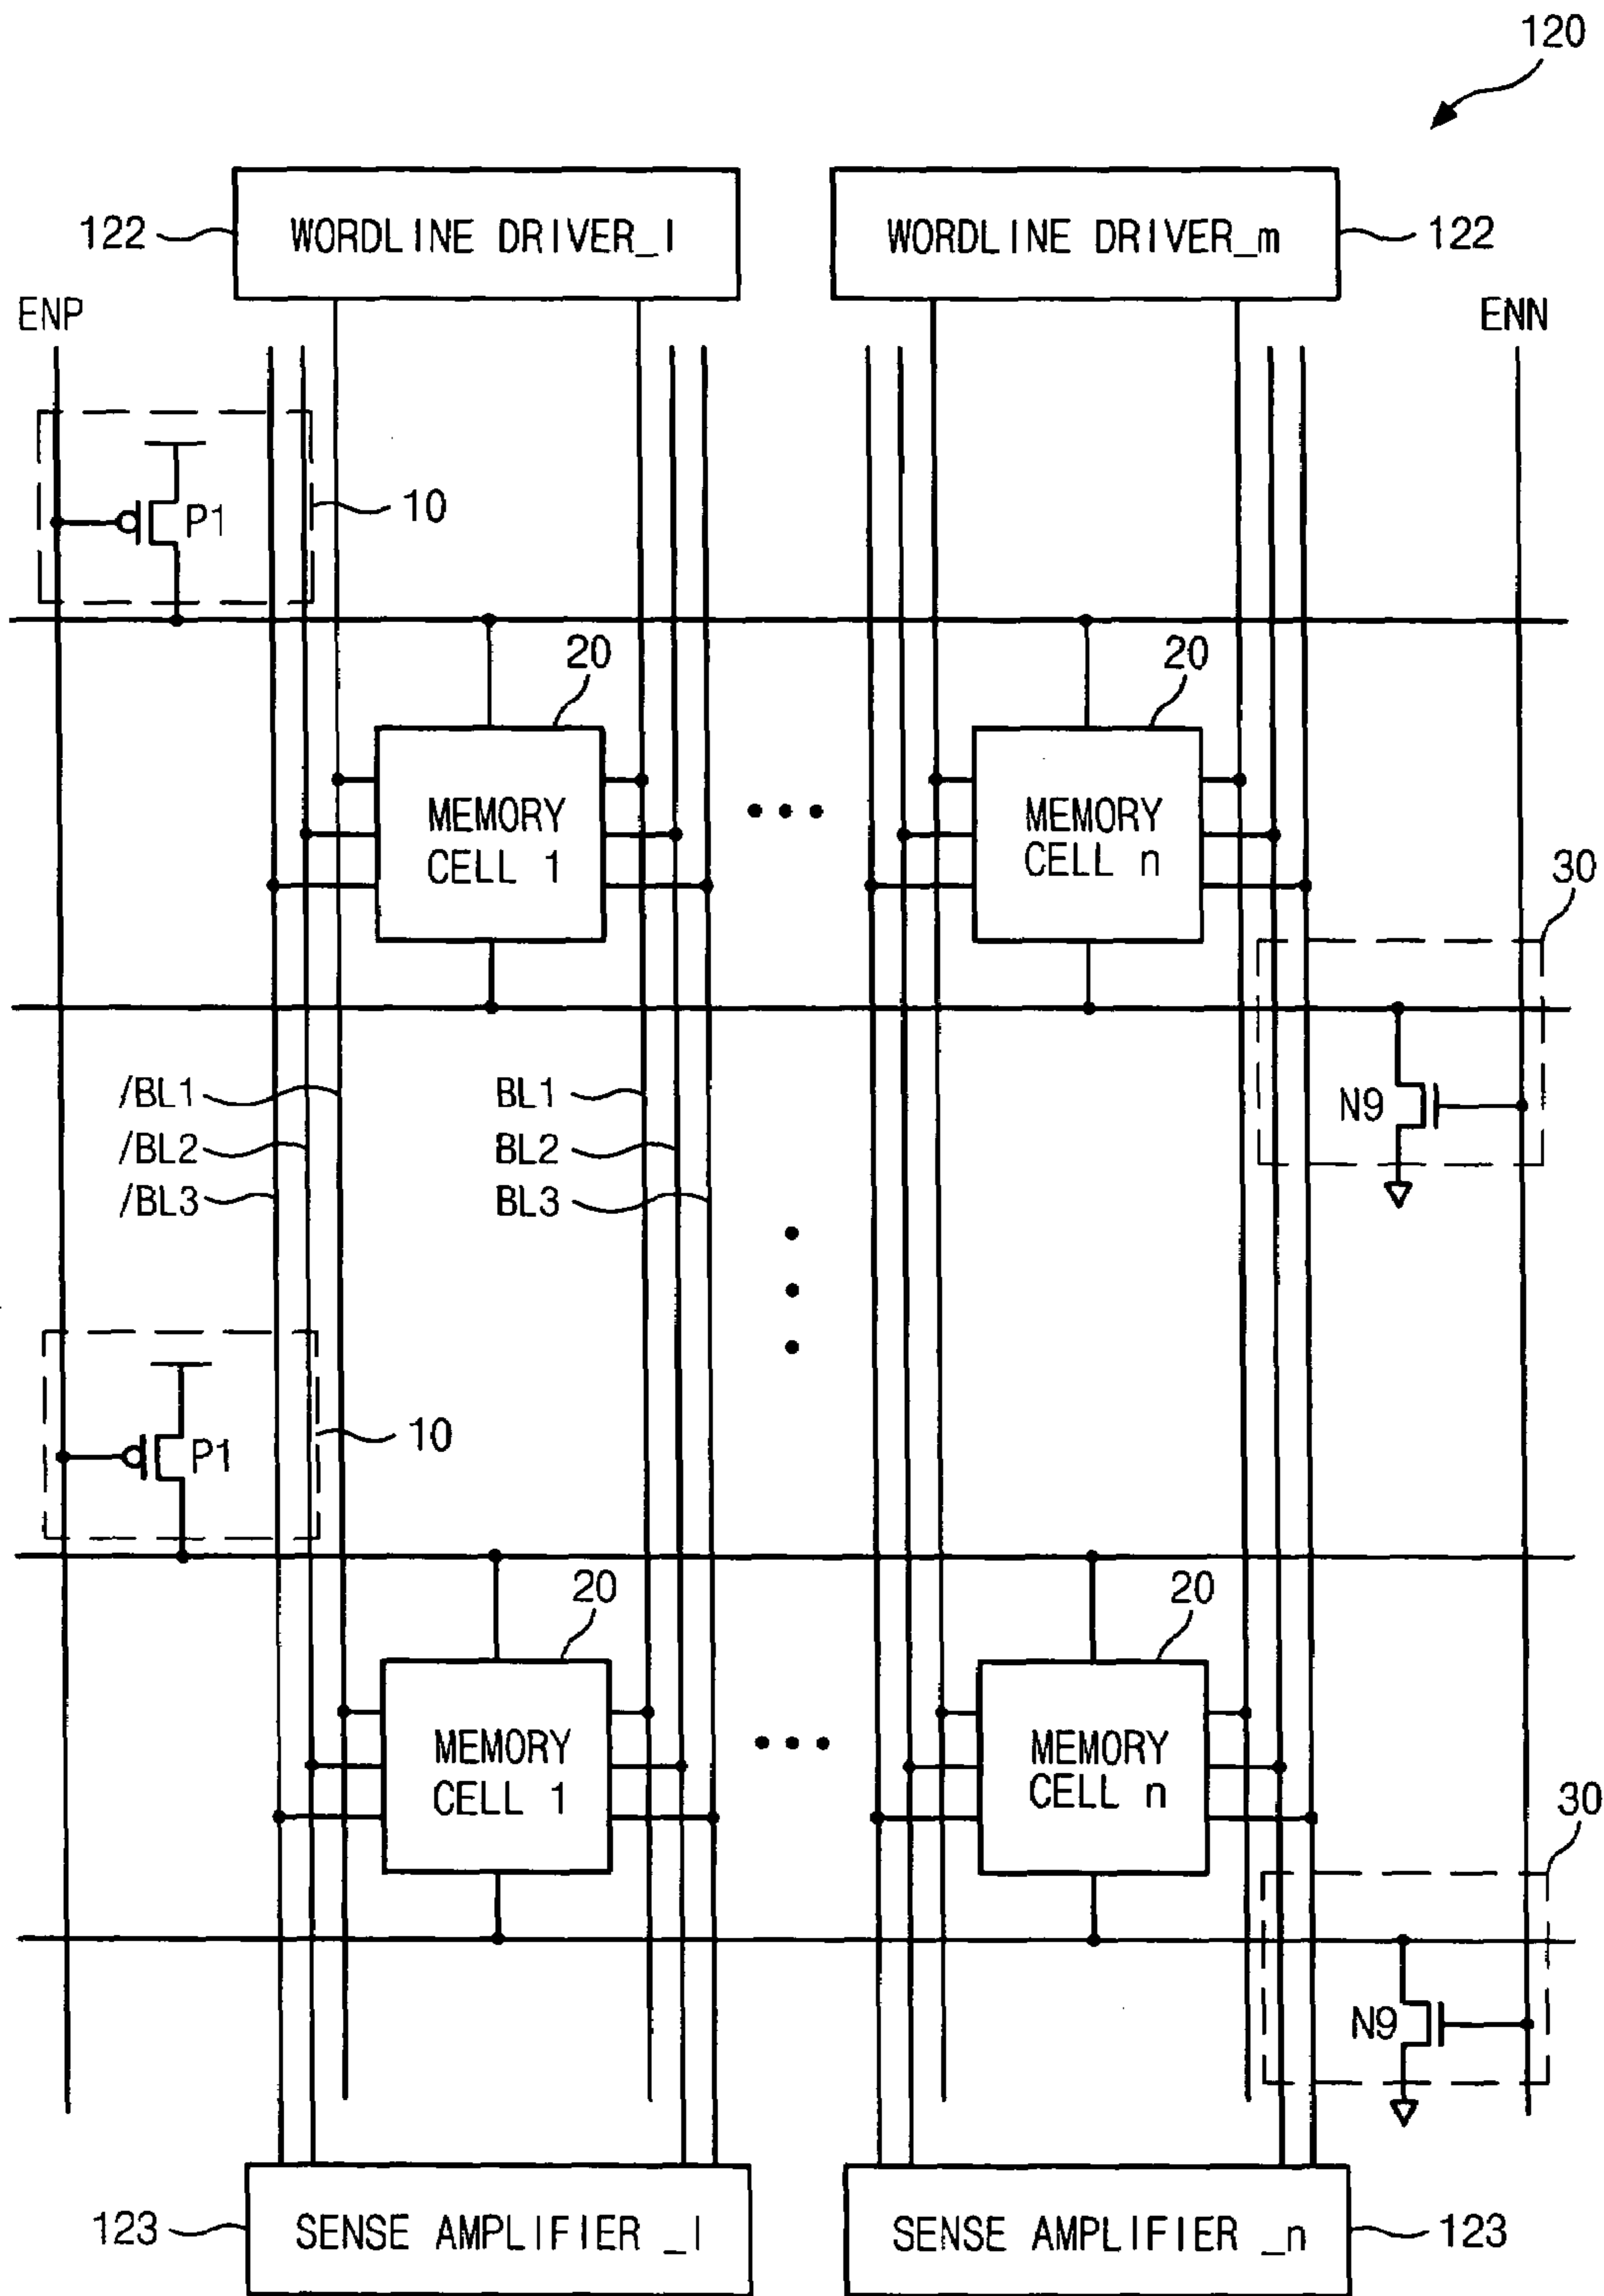 120
WORDLINE DRIVER_l
WORDLINE DRIVER_m
122
122
ENP
ENN
P1
10
20
20
MEMORY
CELL 1
MEMORY
CELL n
30
/BL1
BL1
N9
/BL2
BL2
/BL3
BL3
P1
10
20
20
MEMORY
CELL 1
MEMORY
CELL n
30
N9
123
SENSE AMPLIFIER _l
SENSE AMPLIFIER _n
123